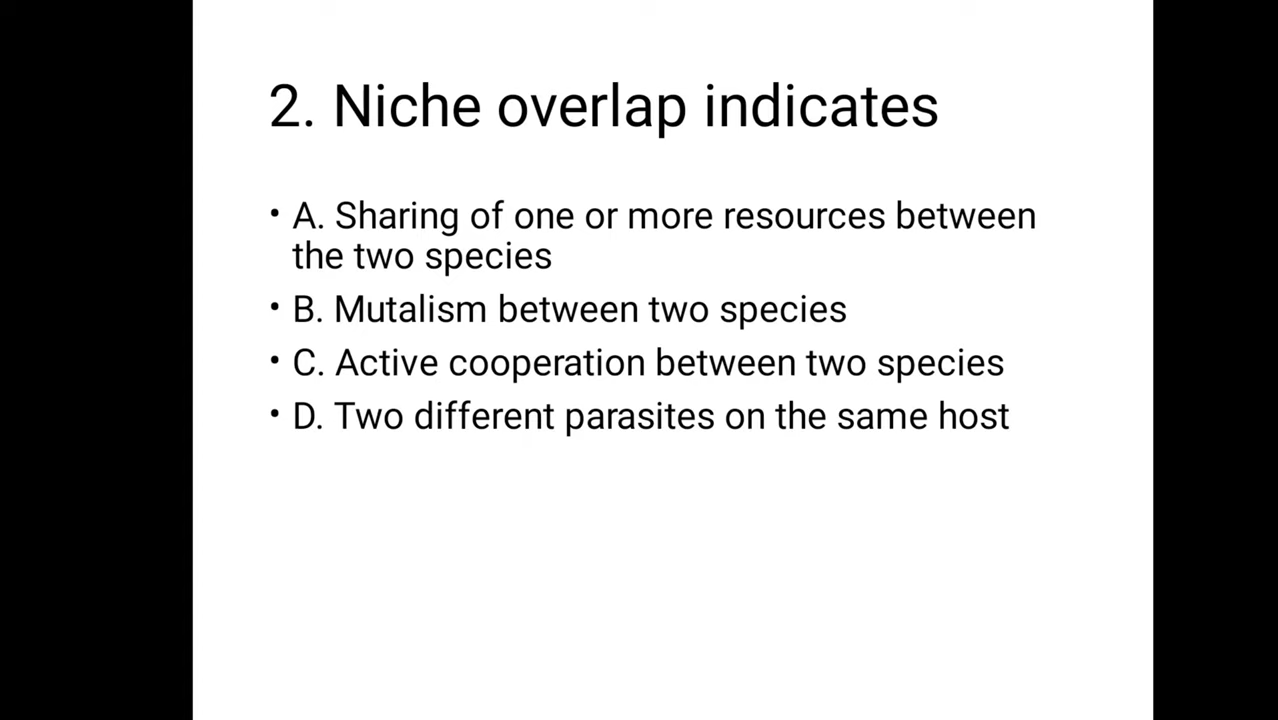 2. Niche overlap indicates
• A. Sharing of one or more resources between
the two species
• B. Mutalism between two species
• C. Active cooperation between two species
• D. Two different parasites on the same host